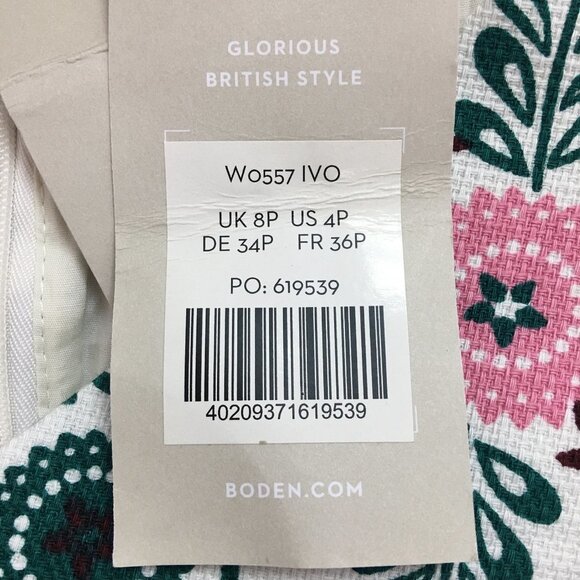 GLORIOUS
BRITISH STYLE
W0557 IVO
UK 8P US 4P
DE 34P FR 36P
PO: 619539
40209371619539
BODEN.COM